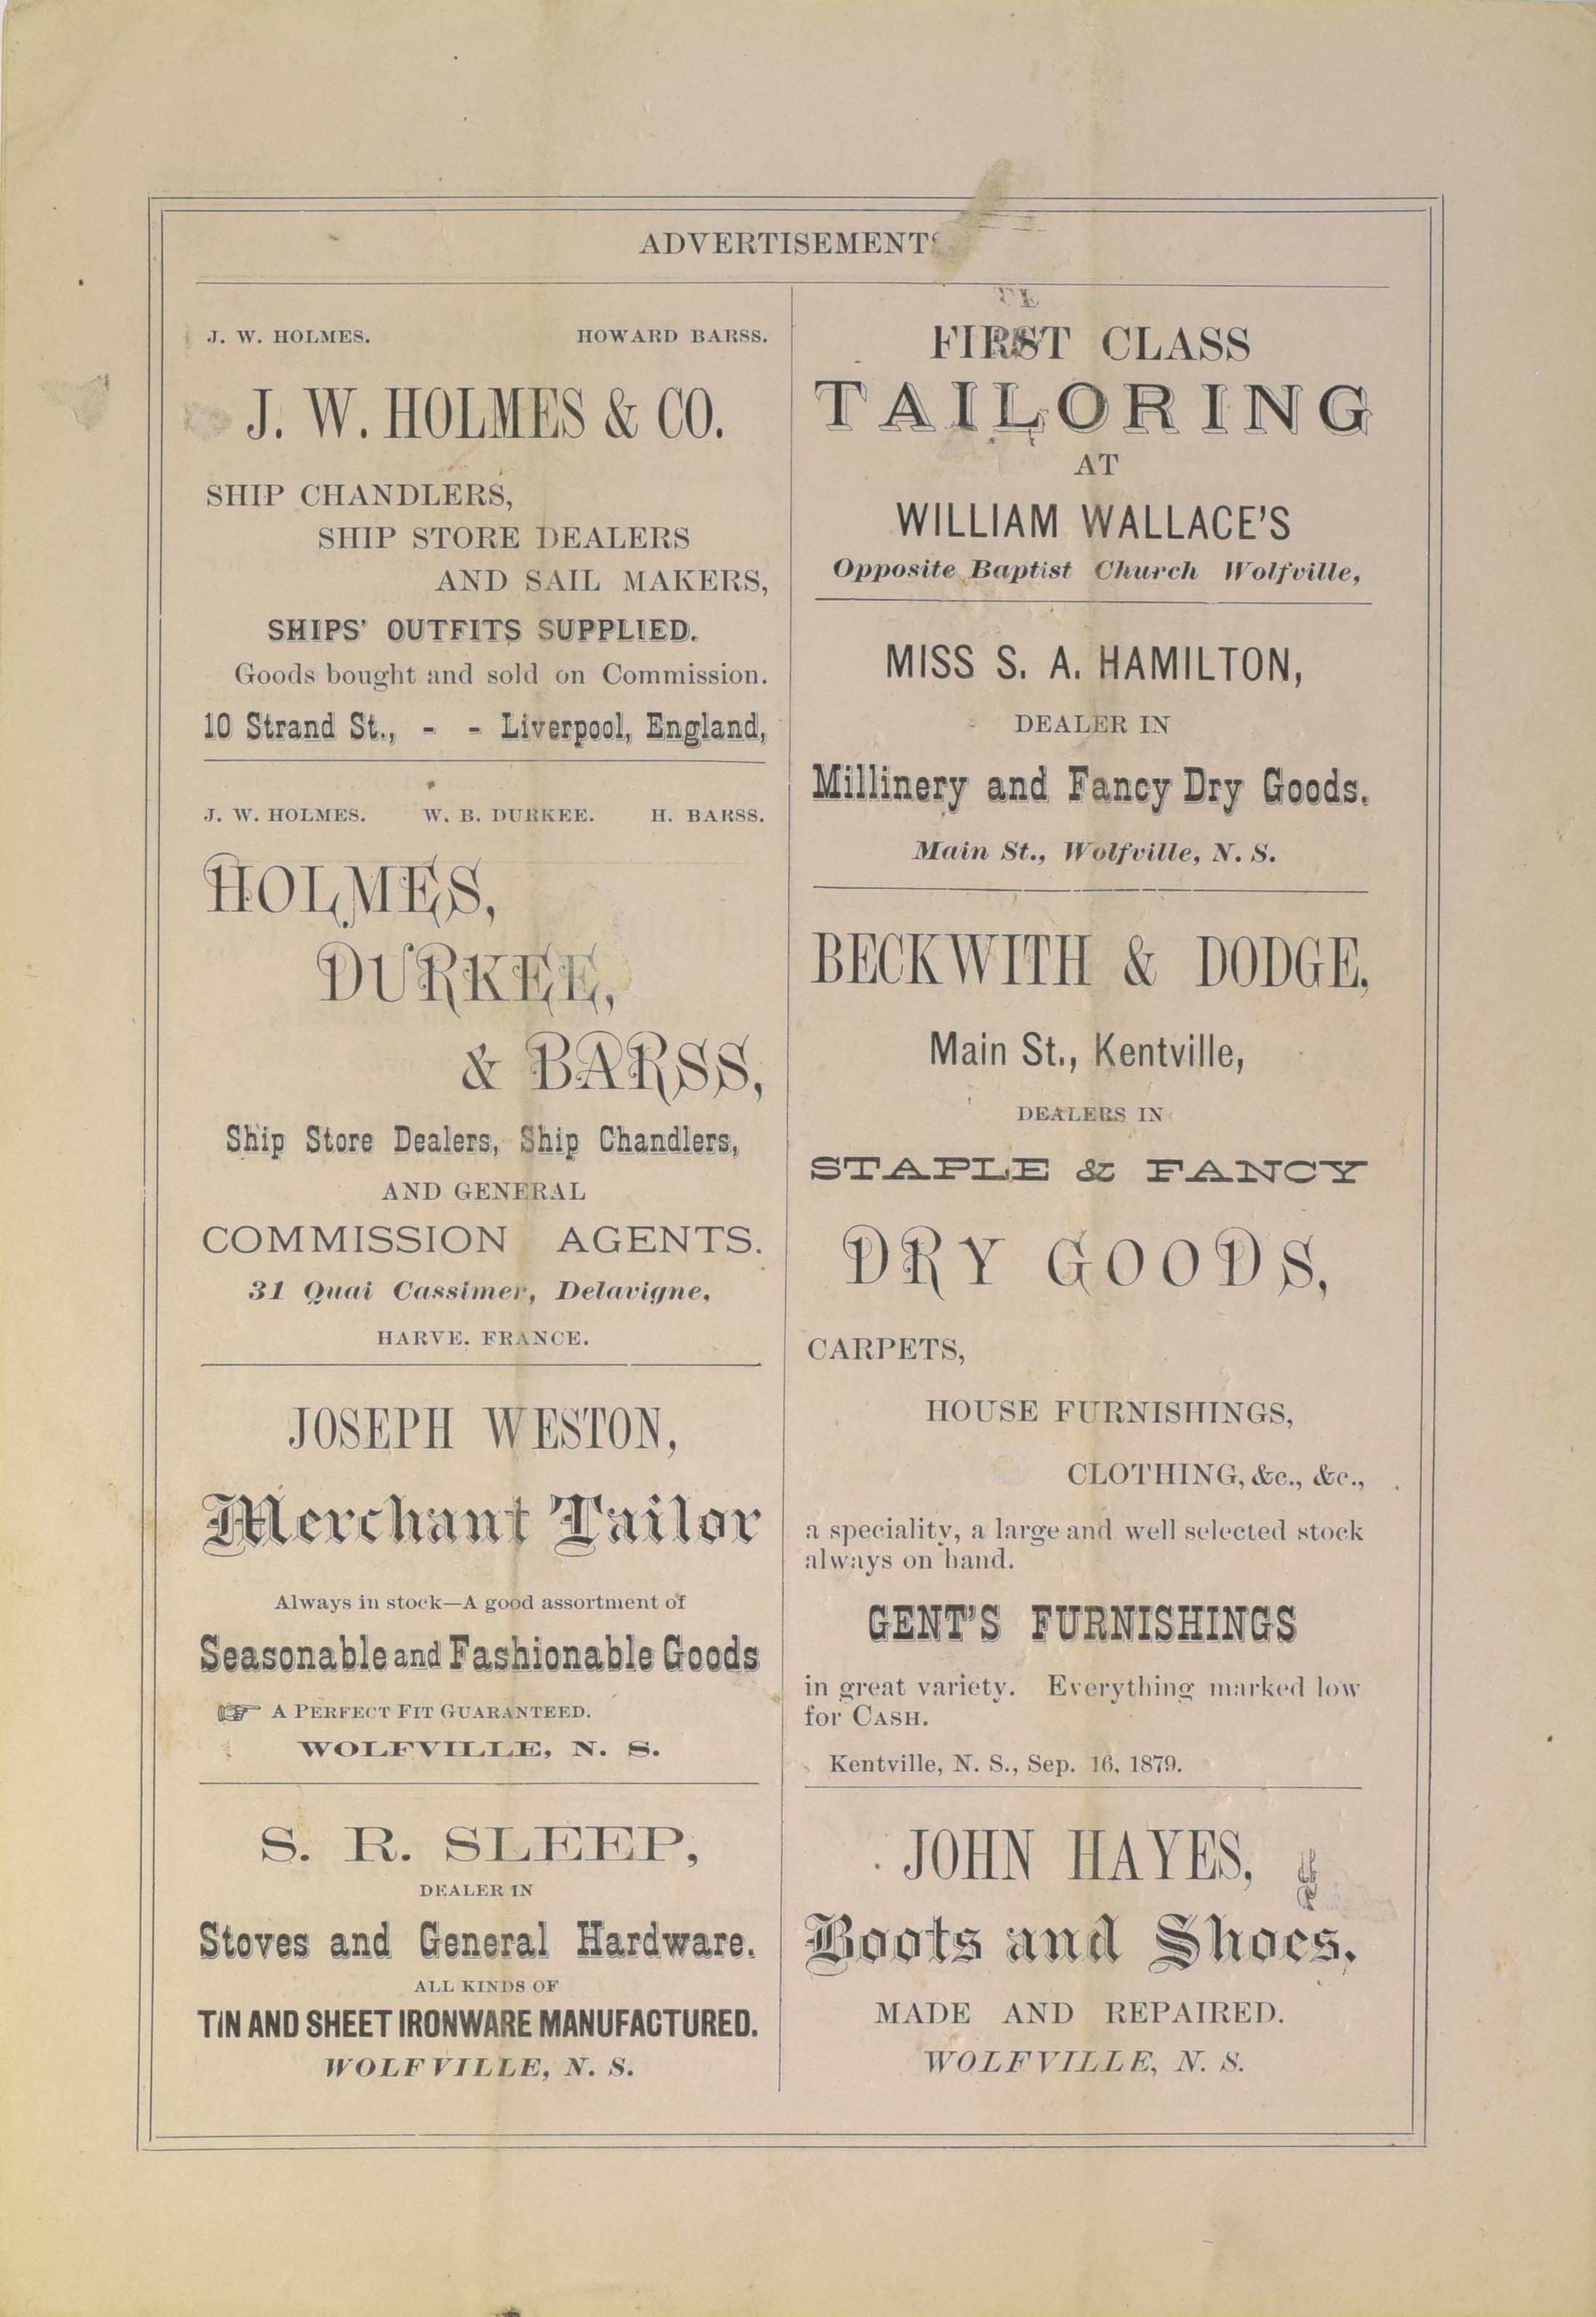 ADVERTISEMENTS
J. W. HOLMES. HOWARD BARSS.
J. W. HOLMES & CO.
SHIP CHANDLERS,
SHIP STORE DEALERS
AND SAIL MAKERS,
SHIPS' OUTFITS SUPPLIED.
Goods bought and sold on Commission.
10 Strand St., - - Liverpool, England,
J. W. HOLMES. W. B. DURKEE. H. BARSS.
HOLMES,
DURKEE,
& BARSS,
Ship Store Dealers, Ship Chandlers,
AND GENERAL
COMMISSION AGENTS.
31 Quai Cassimer, Delavigne,
HARVE. FRANCE.
JOSEPH WESTON,
Merchant Tailor
Always in stock—A good assortment of
Seasonable and Fashionable Goods
☞ A PERFECT FIT GUARANTEED.
WOLFVILLE, N. S.
S. R. SLEEP,
DEALER IN
Stoves and General Hardware.
ALL KINDS OF
TIN AND SHEET IRONWARE MANUFACTURED.
WOLFVILLE, N. S.
FIRST CLASS
TAILORING
AT
WILLIAM WALLACE'S
Opposite Baptist Church Wolfville,
MISS S. A. HAMILTON,
DEALER IN
Millinery and Fancy Dry Goods.
Main St., Wolfville, N. S.
BECKWITH & DODGE,
Main St., Kentville,
DEALERS IN
STAPLE & FANCY
DRY GOODS,
CARPETS,
HOUSE FURNISHINGS,
CLOTHING, &c., &c.,
a speciality, a large and well selected stock
always on hand.
GENT'S FURNISHINGS
in great variety. Everything marked low
for CASH.
Kentville, N. S., Sep. 16, 1879.
JOHN HAYES,
Boots and Shoes.
MADE AND REPAIRED.
WOLFVILLE, N. S.